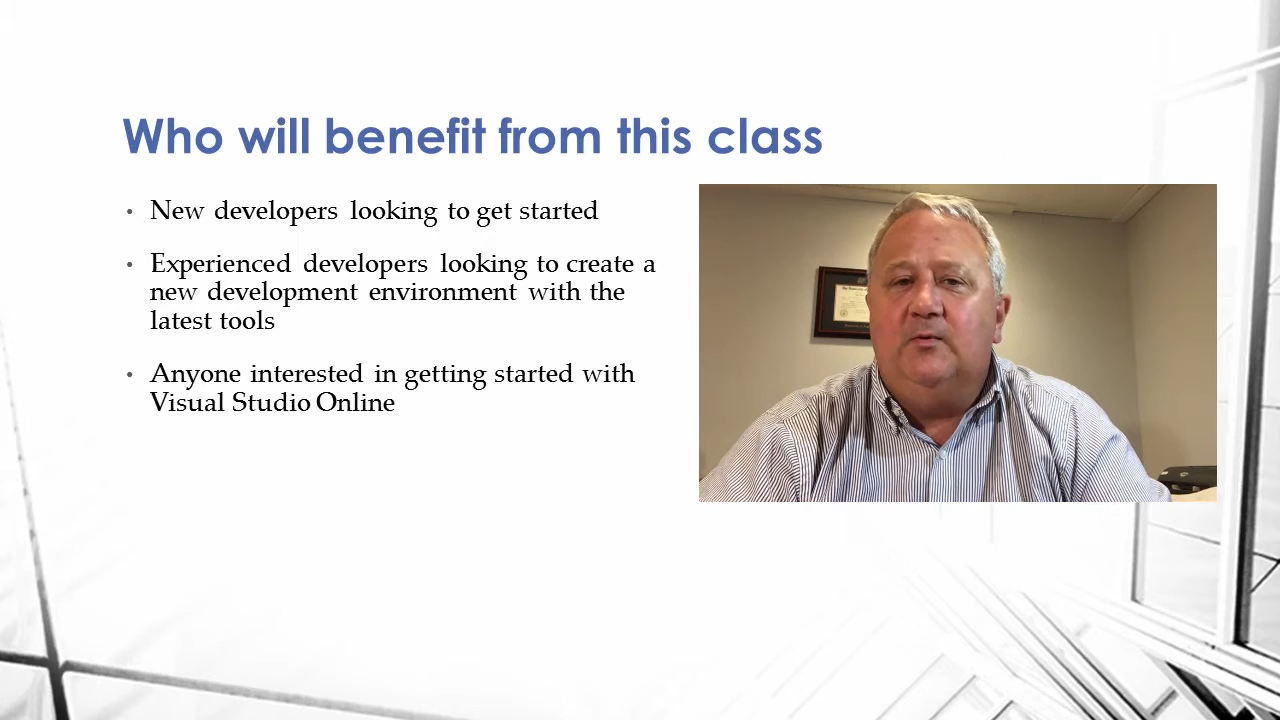 Who will benefit from this class
• New developers looking to get started
• Experienced developers looking to create a
new development environment with the
latest tools
• Anyone interested in getting started with
Visual Studio Online